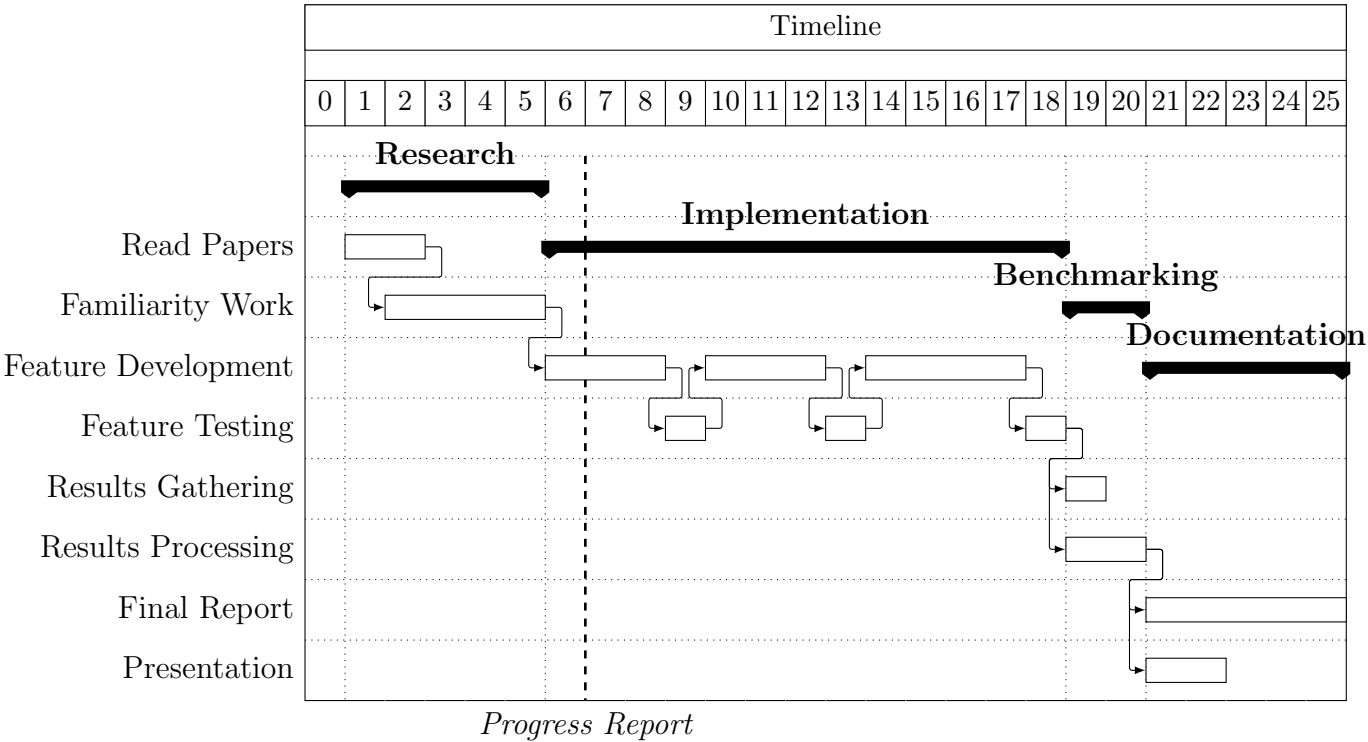 Timeline
0 1 2 3 4 5 6 7 8 9 10 11 12 13 14 15 16 17 18 19 20 21 22 23 24 25
Research
Implementation
Read Papers
Benchmarking
Familiarity Work
Documentation
Feature Development
Feature Testing
Results Gathering
Results Processing
Final Report
Presentation
Progress Report